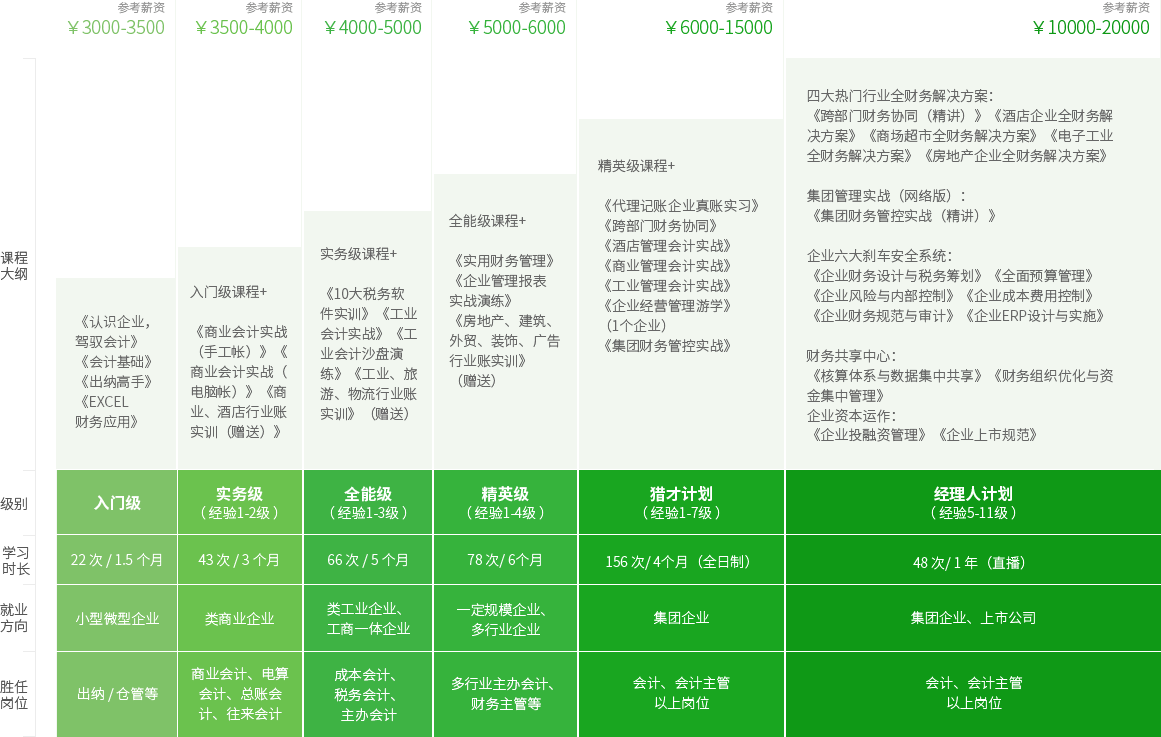 参考薪资
￥3000-3500
参考薪资
￥3500-4000
参考薪资
￥4000-5000
参考薪资
￥5000-6000
参考薪资
￥6000-15000
参考薪资
￥10000-20000
课程
大纲
《认识企业，
驾驭会计》
《会计基础》
《出纳高手》
《EXCEL
财务应用》
入门级课程+
《商业会计实战
（手工帐）》《
商业会计实战（
电脑帐）》《商
业、酒店行业账
实训（赠送）》
实务级课程+
《10大税务软
件实训》《工业
会计实战》《工
业会计沙盘演
练》《工业、旅
游、物流行业账
实训》（赠送）
全能级课程+
《实用财务管理》
《企业管理报表
实战演练》
《房地产、建筑、
外贸、装饰、广告
行业账实训》
（赠送）
精英级课程+
《代理记账企业真账实习》
《跨部门财务协同》
《酒店管理会计实战》
《商业管理会计实战》
《工业管理会计实战》
《企业经营管理游学》
（1个企业）
《集团财务管控实战》
四大热门行业全财务解决方案：
《跨部门财务协同（精讲）》《酒店企业全财务解
决方案》《商场超市全财务解决方案》《电子工业
全财务解决方案》《房地产企业全财务解决方案》
集团管理实战（网络版）：
《集团财务管控实战（精讲）》
企业六大刹车安全系统：
《企业财务设计与税务筹划》《全面预算管理》
《企业风险与内部控制》《企业成本费用控制》
《企业财务规范与审计》《企业ERP设计与实施》
财务共享中心：
《核算体系与数据集中共享》《财务组织优化与资
金集中管理》
企业资本运作：
《企业投融资管理》《企业上市规范》
级别
入门级
实务级
（ 经验1-2级 ）
全能级
（ 经验1-3级 ）
精英级
（ 经验1-4级 ）
猎才计划
（ 经验1-7级 ）
经理人计划
（ 经验5-11级 ）
学习
时长
22 次 / 1.5 个月
43 次 / 3 个月
66 次 / 5 个月
78 次/ 6个月
156 次/ 4个月（全日制）
48 次/ 1 年（直播）
就业
方向
小型微型企业
类商业企业
类工业企业、
工商一体企业
一定规模企业、
多行业企业
集团企业
集团企业、上市公司
胜任
岗位
出纳 / 仓管等
商业会计、电算
会计、总账会
计、往来会计
成本会计、
税务会计、
主办会计
多行业主办会计、
财务主管等
会计、会计主管
以上岗位
会计、会计主管
以上岗位